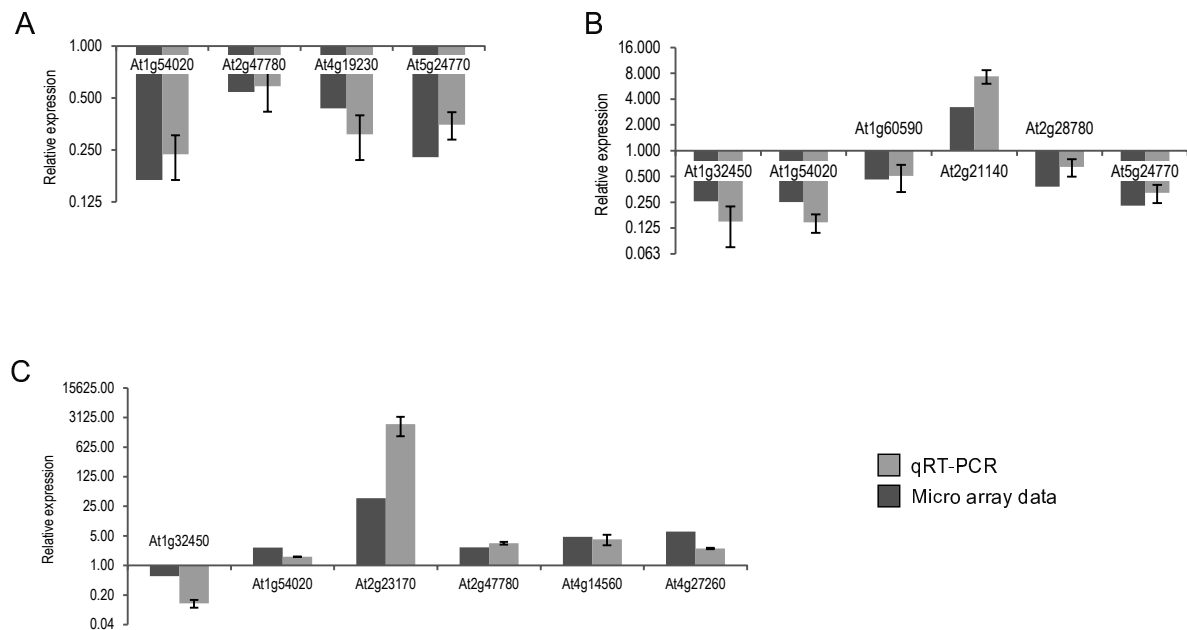 A
Relative expression
1.000
0.500
0.250
0.125
At1g54020 At2g47780 At4g19230 At5g24770
B
Relative expression
16.000
8.000
4.000
2.000
1.000
0.500
0.250
0.125
0.063
At1g60590 At2g28780
At1g32450 At1g54020 At2g21140 At5g24770
C
Relative expression
15625.00
3125.00
625.00
125.00
25.00
5.00
1.00
0.20
0.04
At1g32450
At1g54020 At2g23170 At2g47780 At4g14560 At4g27260
qRT-PCR
Micro array data